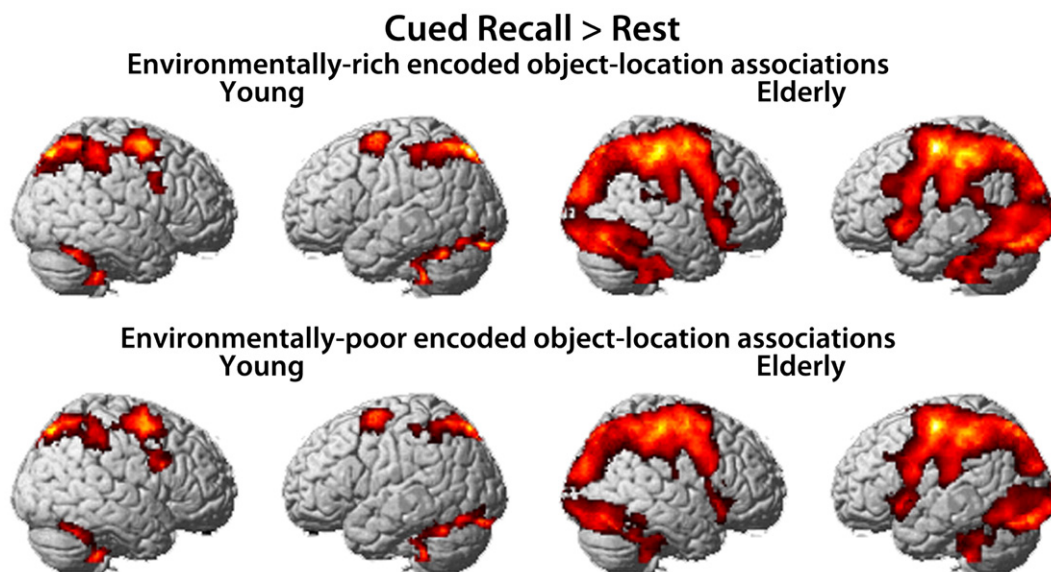 Cued Recall > Rest
Environmentally-rich encoded object-location associations
Young Elderly
Environmentally-poor encoded object-location associations
Young Elderly